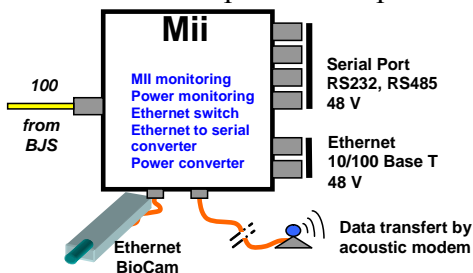 Mii
MII monitoring
Power monitoring
Ethernet switch
Ethernet to serial
converter
Power converter
100
from
BJS
Serial Port
RS232, RS485
48 V
Ethernet
10/100 Base T
48 V
Ethernet
BioCam
Data transfert by
acoustic modem